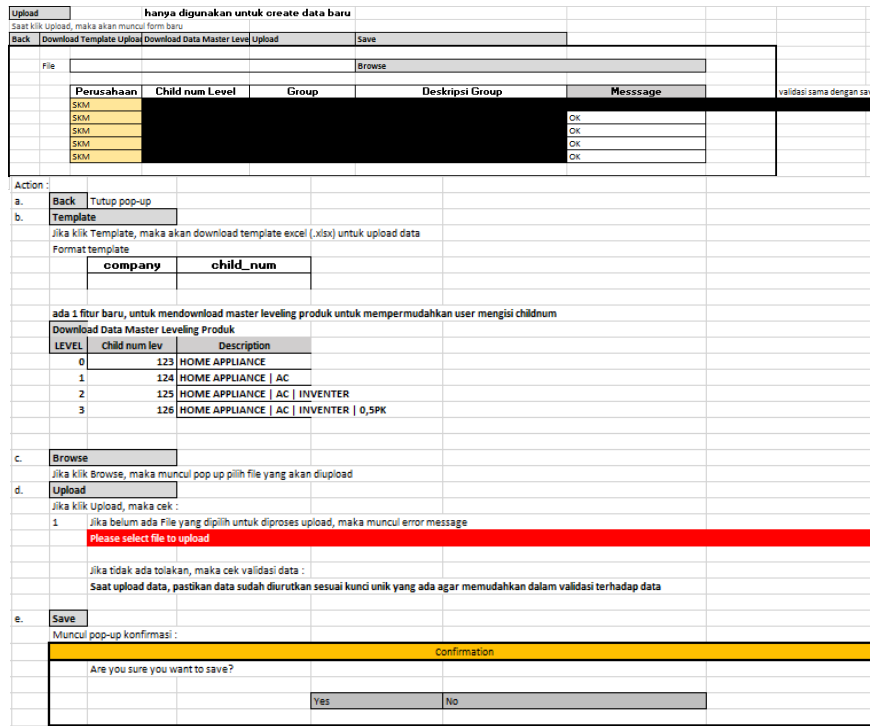 Upload hanya digunakan untuk create data baru
Saat klik Upload, maka akan muncul form baru
Back Download Template Upload Download Data Master Leve Upload Save
File Browse
Perusahaan Child num Level Group Deskripsi Group Messsage validasi sama dengan sav
SKM
SKM OK
SKM OK
SKM OK
SKM OK
Action :
a. Back Tutup pop-up
b. Template
Jika klik Template, maka akan download template excel (.xlsx) untuk upload data
Format template
company child_num
ada 1 fitur baru, untuk mendownload master leveling produk untuk mempermudahkan user mengisi childnum
Download Data Master Leveling Produk
LEVEL Child num lev Description
0 123 HOME APPLIANCE
1 124 HOME APPLIANCE | AC
2 125 HOME APPLIANCE | AC | INVENTER
3 126 HOME APPLIANCE | AC | INVENTER | 0,5PK
c. Browse
Jika klik Browse, maka muncul pop up pilih file yang akan diupload
d. Upload
Jika klik Upload, maka cek :
1 Jika belum ada File yang dipilih untuk diproses upload, maka muncul error message
Please select file to upload
Jika tidak ada tolakan, maka cek validasi data :
Saat upload data, pastikan data sudah diurutkan sesuai kunci unik yang ada agar memudahkan dalam validasi terhadap data
e. Save
Muncul pop-up konfirmasi :
Confirmation
Are you sure you want to save?
Yes No